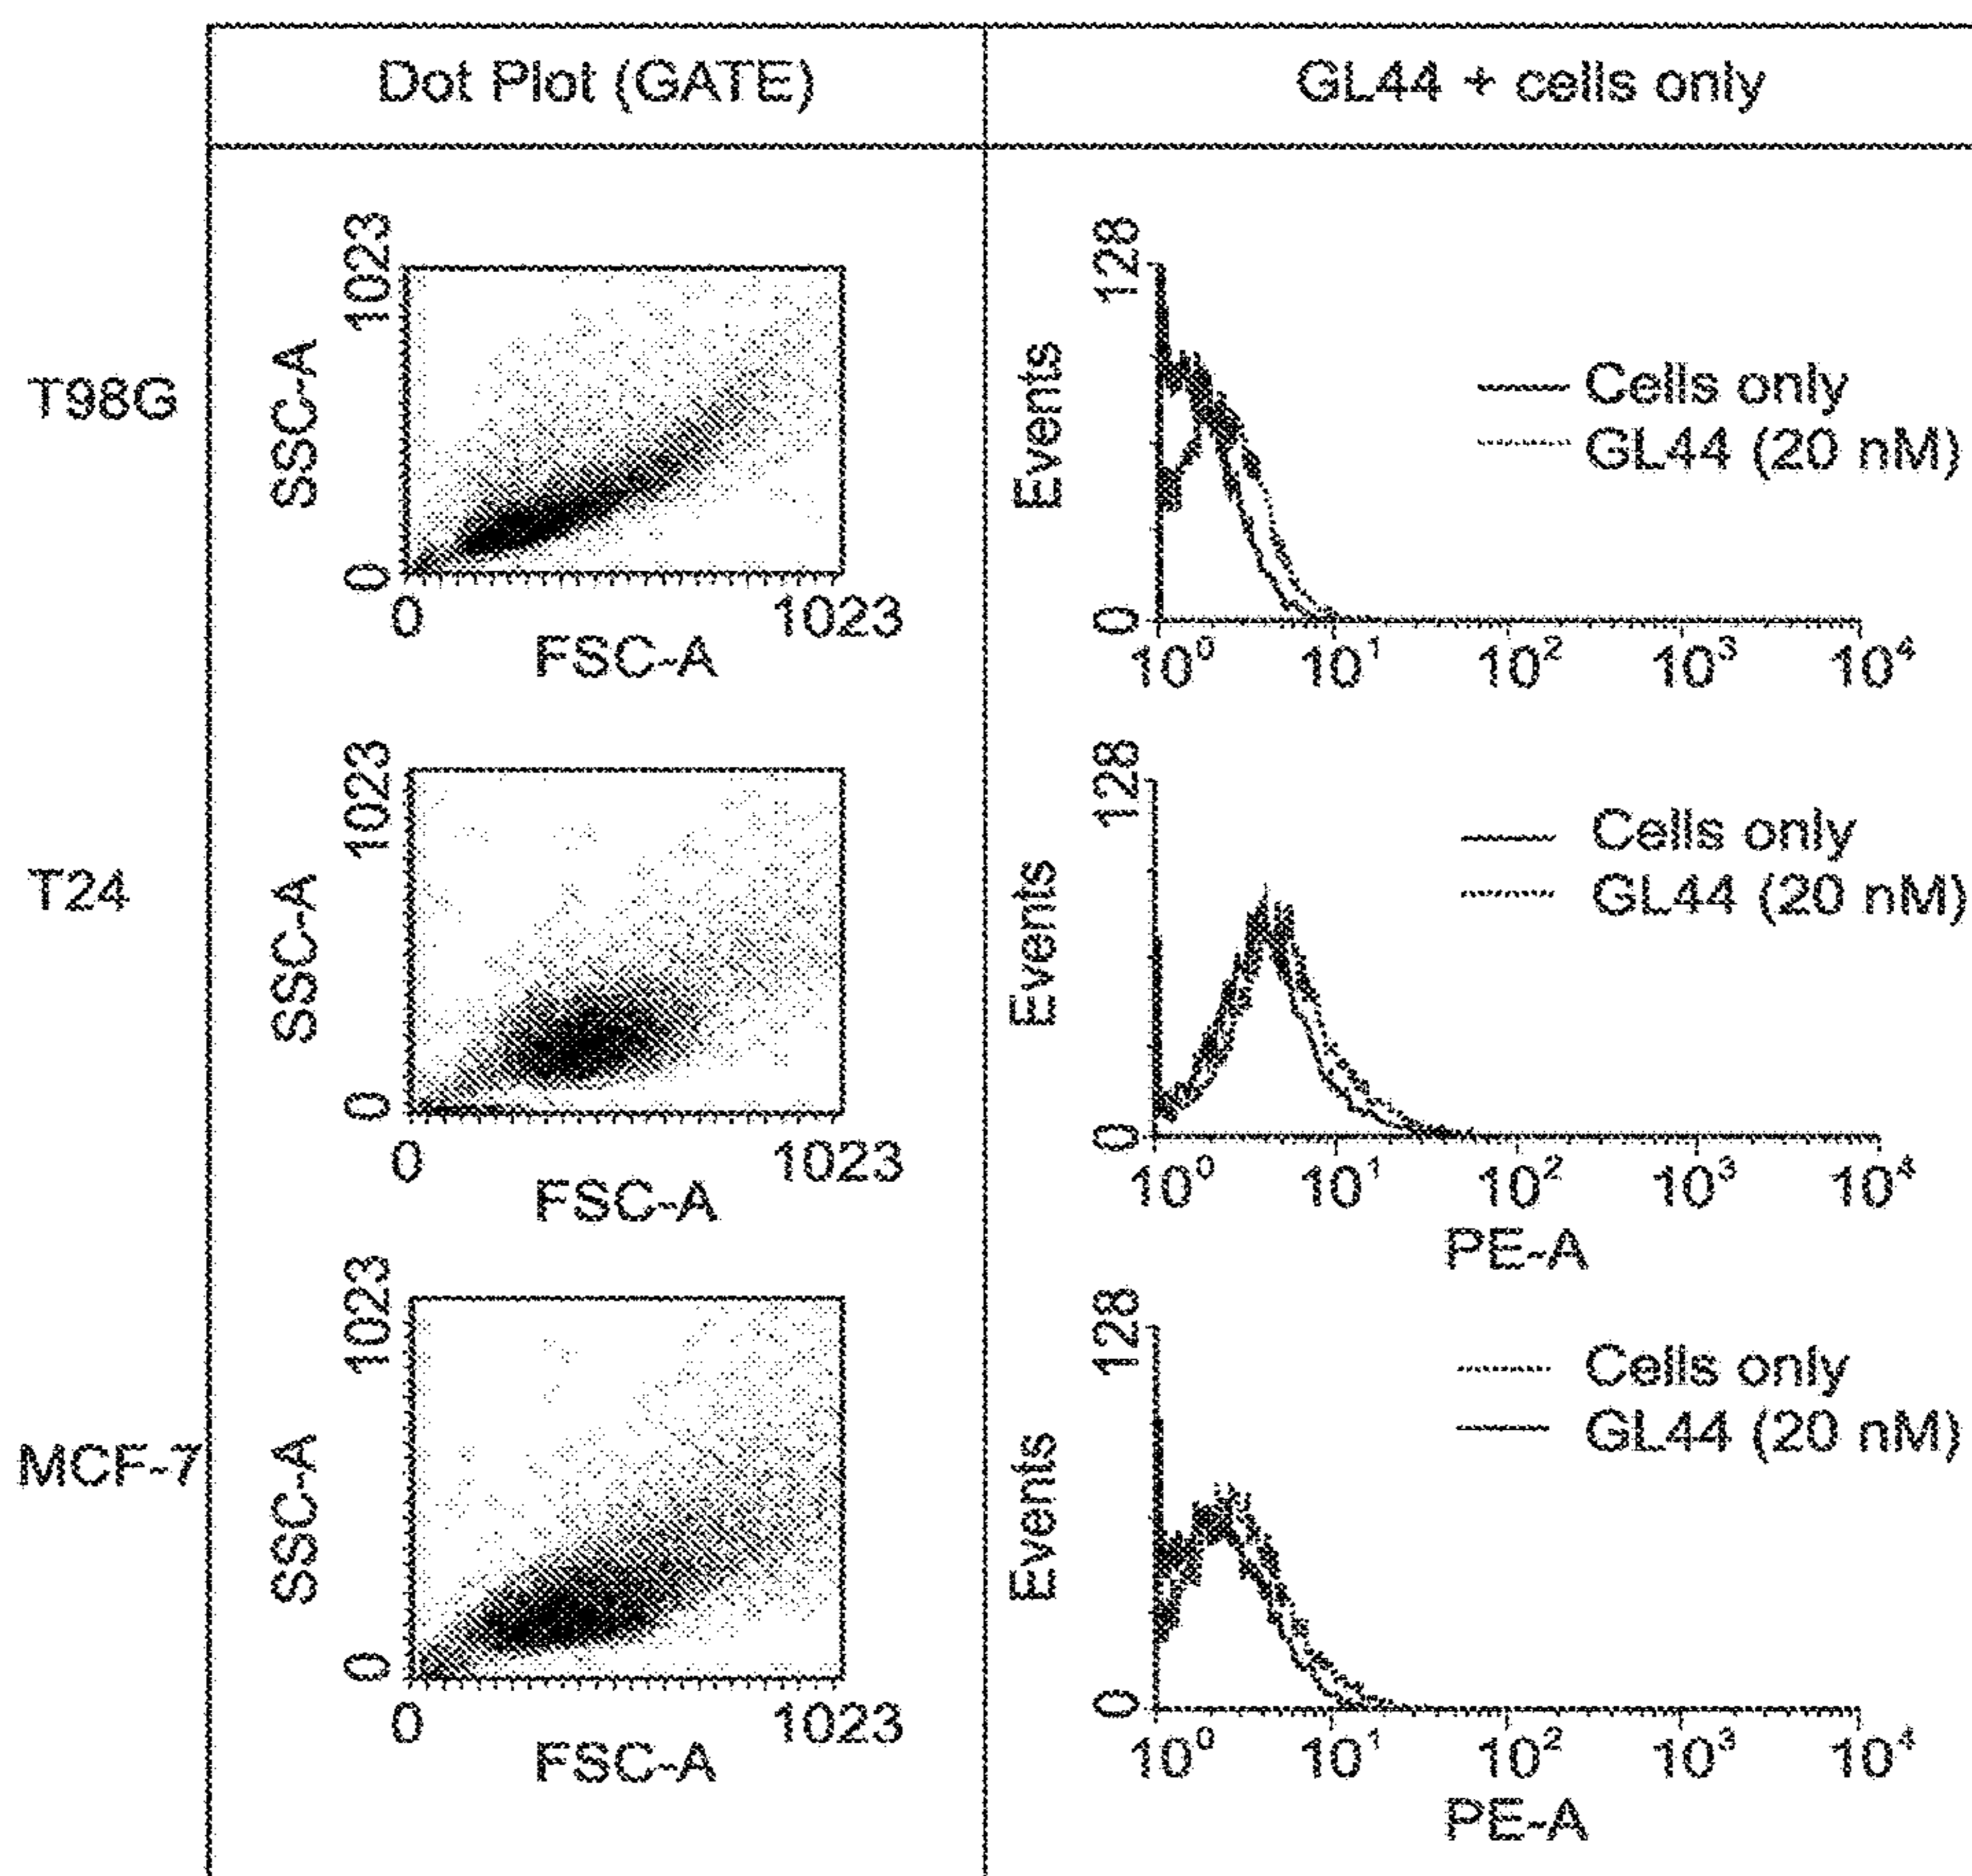 Dot Plot (GATE)
GL44 + cells only
T98G
SSC-A
1023
0
0
1023
FSC-A
Events
128
0
Cells only
GL44 (20 nM)
10⁰
10¹
10²
10³
10⁴
T24
SSC-A
1023
0
0
1023
FSC-A
Events
128
0
Cells only
GL44 (20 nM)
10⁰
10¹
10²
10³
10⁴
PE-A
MCF-7
SSC-A
1023
0
0
1023
FSC-A
Events
128
0
Cells only
GL44 (20 nM)
10⁰
10¹
10²
10³
10⁴
PE-A